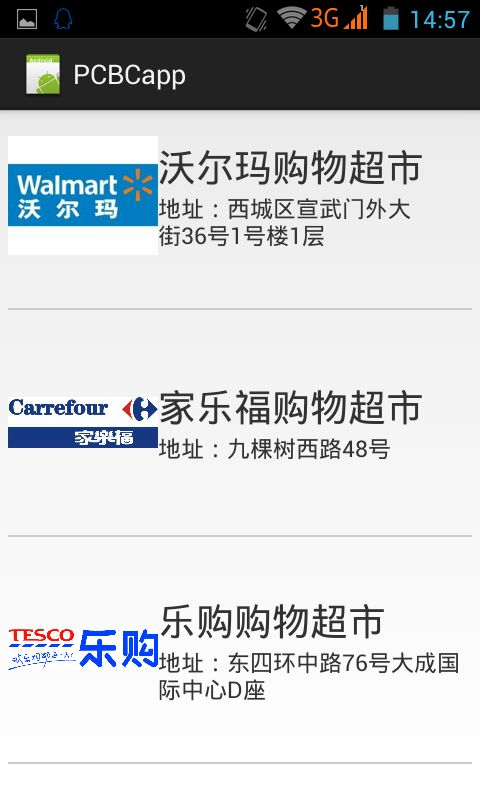 3G 14:57
Android
PCBCapp
Walmart
沃尔玛
沃尔玛购物超市
地址：西城区宣武门外大
街36号1号楼1层
Carrefour
家乐福
家乐福购物超市
地址：九棵树西路48号
TESCO
乐购
乐购购物超市
地址：东四环中路76号大成国
际中心D座